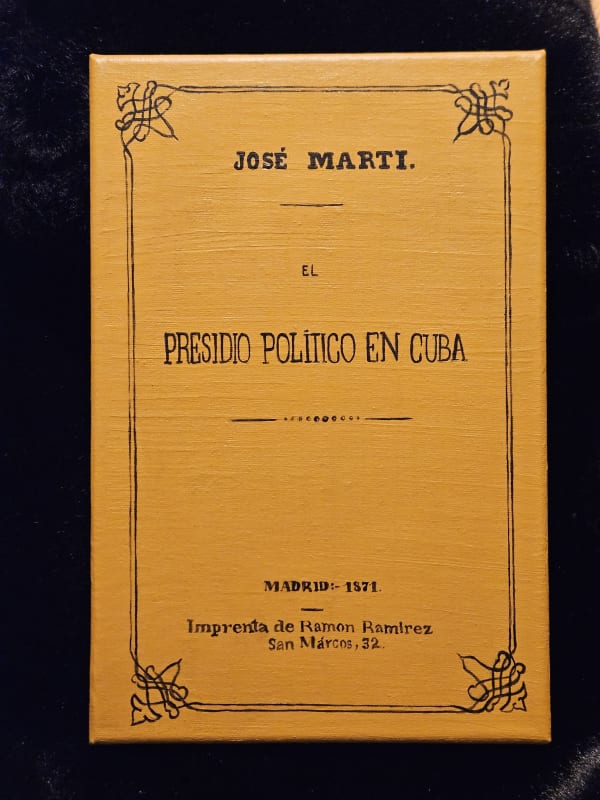 JOSÉ MARTI.
EL
PRESIDIO POLÍTICO EN CUBA
MADRID:- 1871.
Imprenta de Ramon Ramirez
San Márcos, 32.